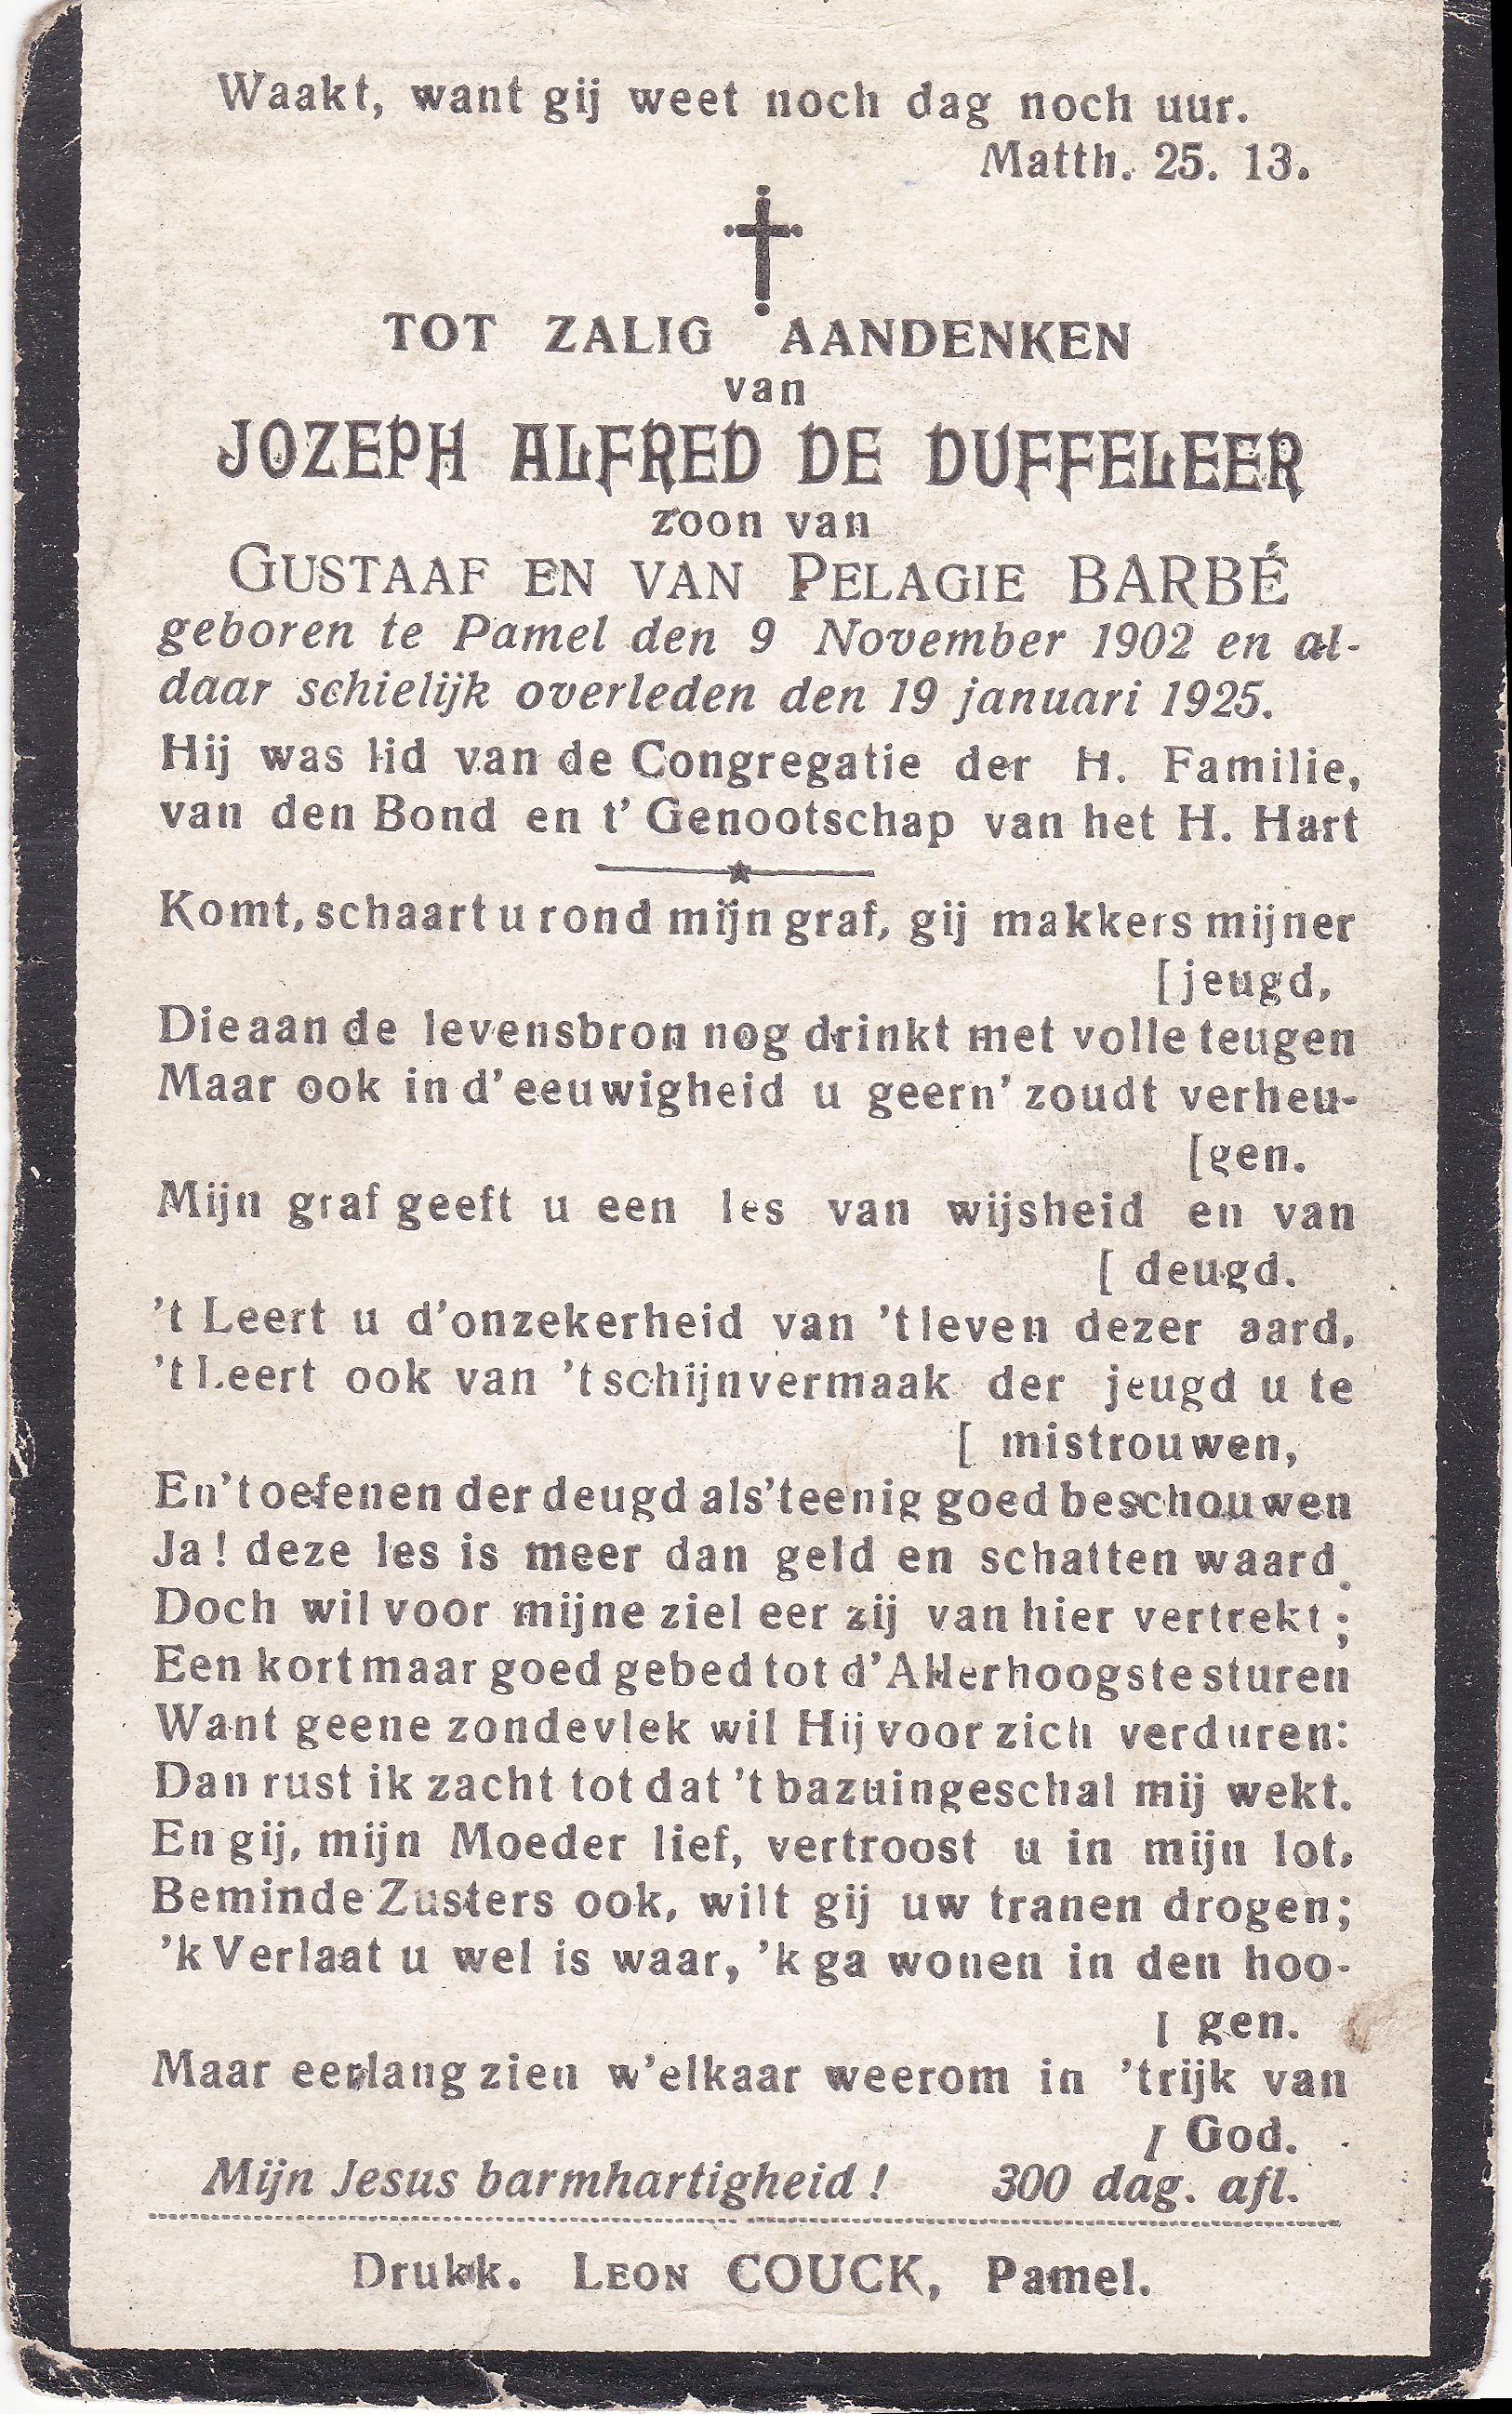 Waakt, want gij weet noch dag noch uur.
Matth. 25. 13.
TOT ZALIG AANDENKEN
van
JOZEPH ALFRED DE DUFFELEER
zoon van
GUSTAAF EN VAN PELAGIE BARBÉ
geboren te Pamel den 9 November 1902 en al-
daar schielijk overleden den 19 januari 1925.
Hij was lid van de Congregatie der H. Familie,
van den Bond en t' Genootschap van het H. Hart
Komt, schaart u rond mijn graf, gij makkers mijner
[jeugd,
Die aan de levensbron nog drinkt met volle teugen
Maar ook in d'eeuwigheid u geern' zoudt verheu-
[gen.
Mijn graf geeft u een les van wijsheid en van
[ deugd.
't Leert u d'onzekerheid van 't leven dezer aard,
't Leert ook van 't schijnvermaak der jeugd u te
[ mistrouwen,
En 't oefenen der deugd als 't eenig goed beschouwen
Ja! deze les is meer dan geld en schatten waard.
Doch wil voor mijne ziel eer zij van hier vertrekt;
Een kort maar goed gebed tot d'Allerhoogste sturen
Want geene zondevlek wil Hij voor zich verduren:
Dan rust ik zacht tot dat 't bazuingeschal mij wekt.
En gij, mijn Moeder lief, vertroost u in mijn lot,
Beminde Zusters ook, wilt gij uw tranen drogen;
'k Verlaat u wel is waar, 'k ga wonen in den hoo-
[ gen.
Maar eerlang zien w'elkaar weerom in 't rijk van
[ God.
Mijn Jesus barmhartigheid! 300 dag. afl.
Drukk. LEON COUCK, Pamel.